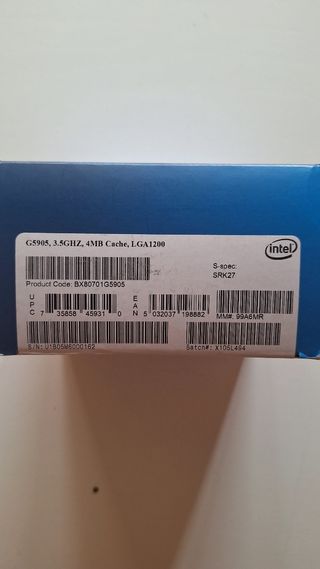 G5905, 3.5GHZ, 4MB Cache, LGA1200
intel
Product Code: BX80701G5905
S-spec:
SRK27
UPC 7 35858 45931 0
EAN 5 032037 198882
MM#: 99A6MR
S/N: U1B05M6000162
Batch#: X105L494